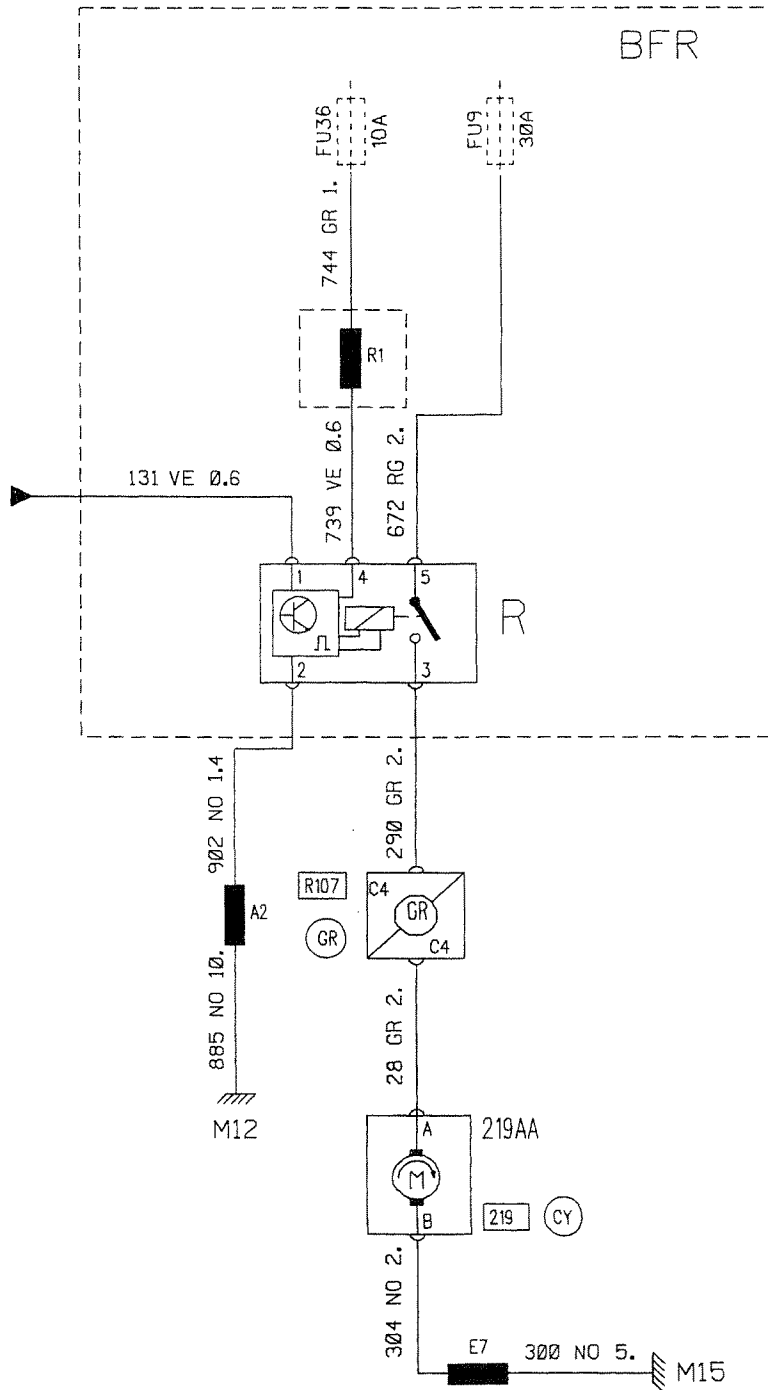 BFR
FU36
10A
FU9
30A
744 GR 1.
R1
739 VE 0.6
672 RG 2.
131 VE 0.6
1
4
5
R
2
3
902 NO 1.4
290 GR 2.
R107
C4
GR
A2
GR
C4
885 NO 10.
28 GR 2.
M12
A
219AA
M
B
219
CY
304 NO 2.
E7
300 NO 5.
M15